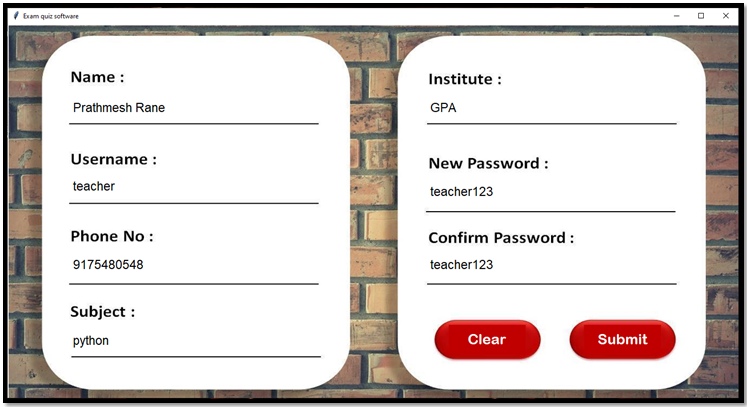 Exam quiz software
Name :
Prathmesh Rane
Username :
teacher
Phone No :
9175480548
Subject :
python
Institute :
GPA
New Password :
teacher123
Confirm Password :
teacher123
Clear
Submit